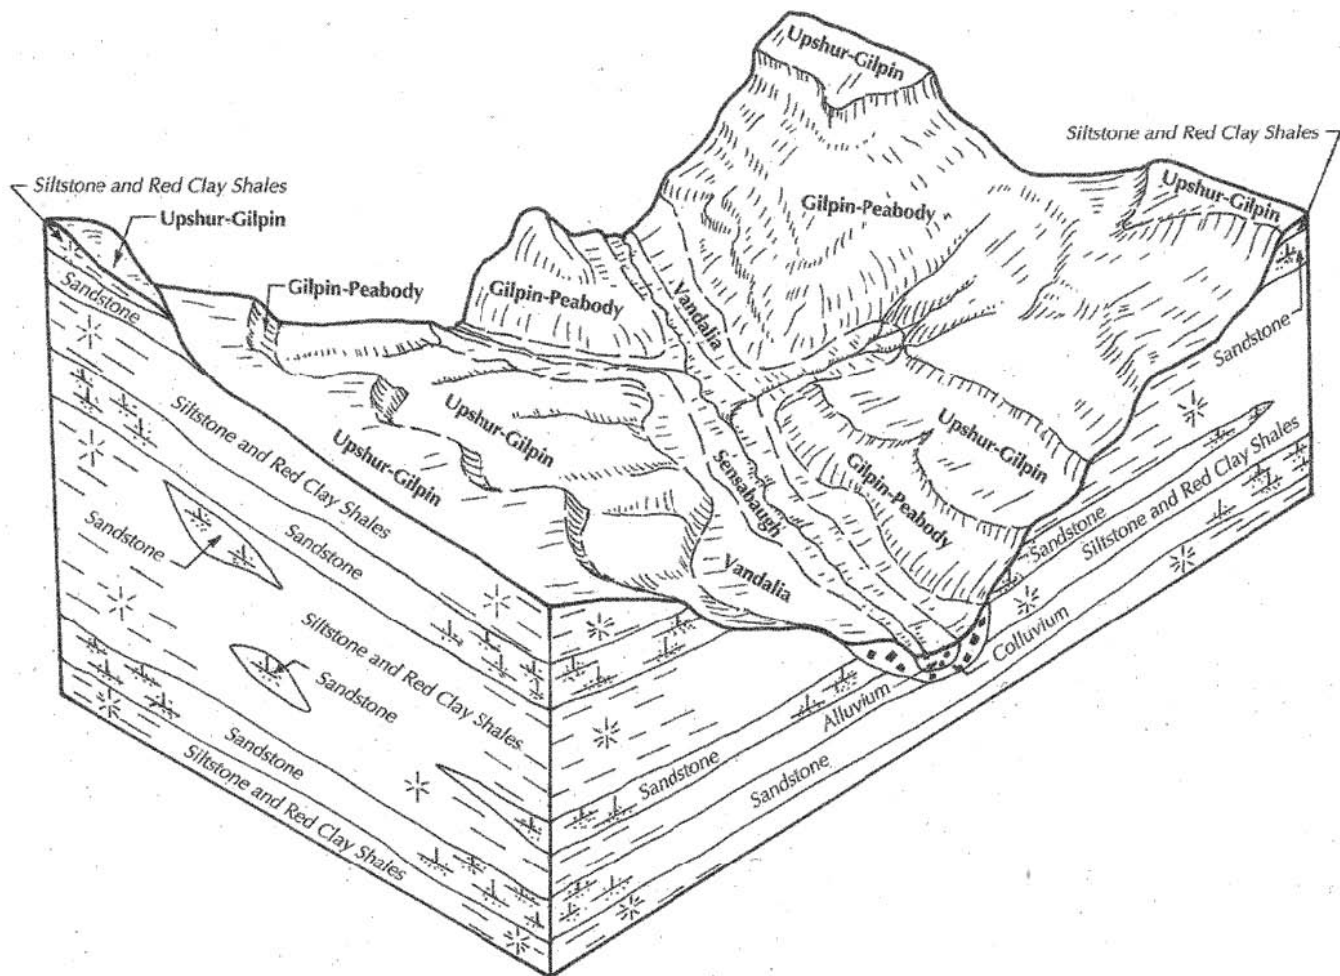 Upshur-Gilpin
Siltstone and Red Clay Shales
Siltstone and Red Clay Shales
Upshur-Gilpin
Upshur-Gilpin
Gilpin-Peabody
Gilpin-Peabody
Gilpin-Peabody
Vandalia
Sandstone
Sandstone
Siltstone and Red Clay Shales
Upshur-Gilpin
Upshur-Gilpin
Upshur-Gilpin
Gilpin-Peabody
Sensabaugh
Vandalia
Sandstone
Sandstone
Sandstone
Siltstone and Red Clay Shales
Siltstone and Red Clay Shales
Sandstone
Colluvium
Alluvium
Sandstone
Sandstone
Sandstone
Siltstone and Red Clay Shales